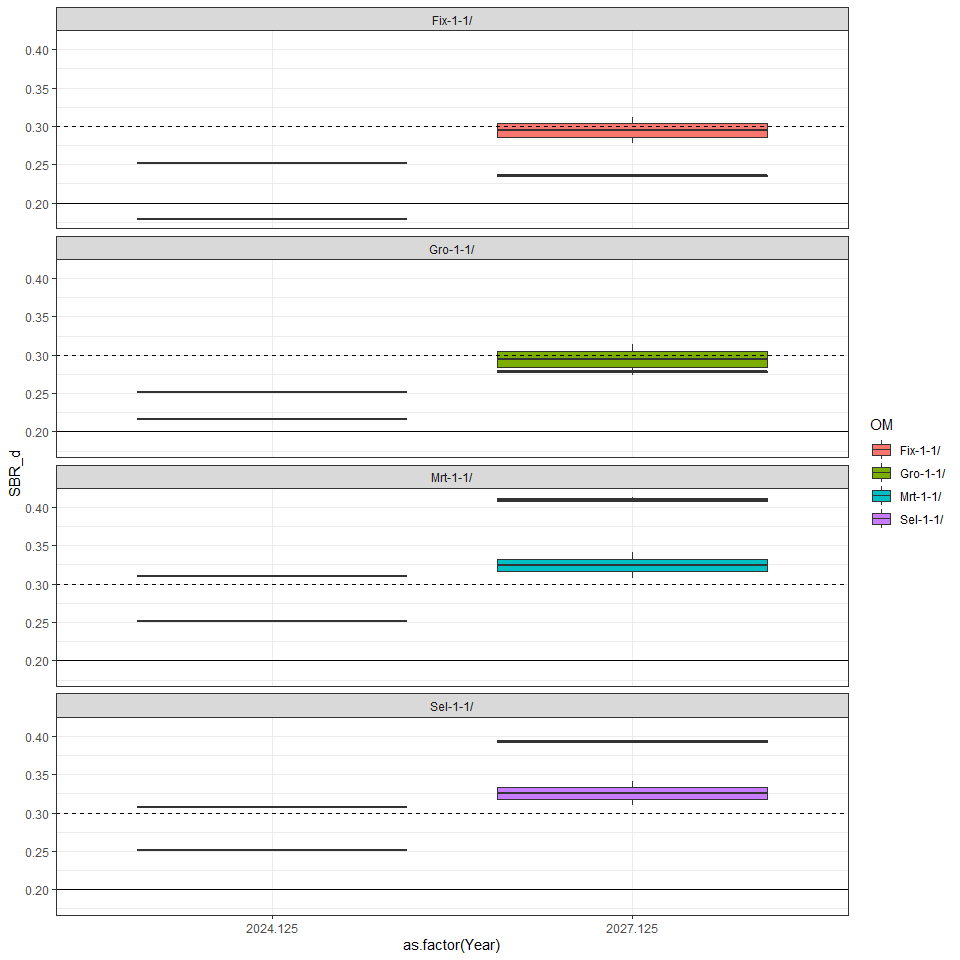 Fix-1-1/
0.40
0.35
0.30
0.25
0.20
Gro-1-1/
0.40
0.35
0.30
0.25
0.20
Mrt-1-1/
0.40
0.35
0.30
0.25
0.20
Sel-1-1/
0.40
0.35
0.30
0.25
0.20
SBR_d
2024.125 2027.125
as.factor(Year)
OM
Fix-1-1/
Gro-1-1/
Mrt-1-1/
Sel-1-1/